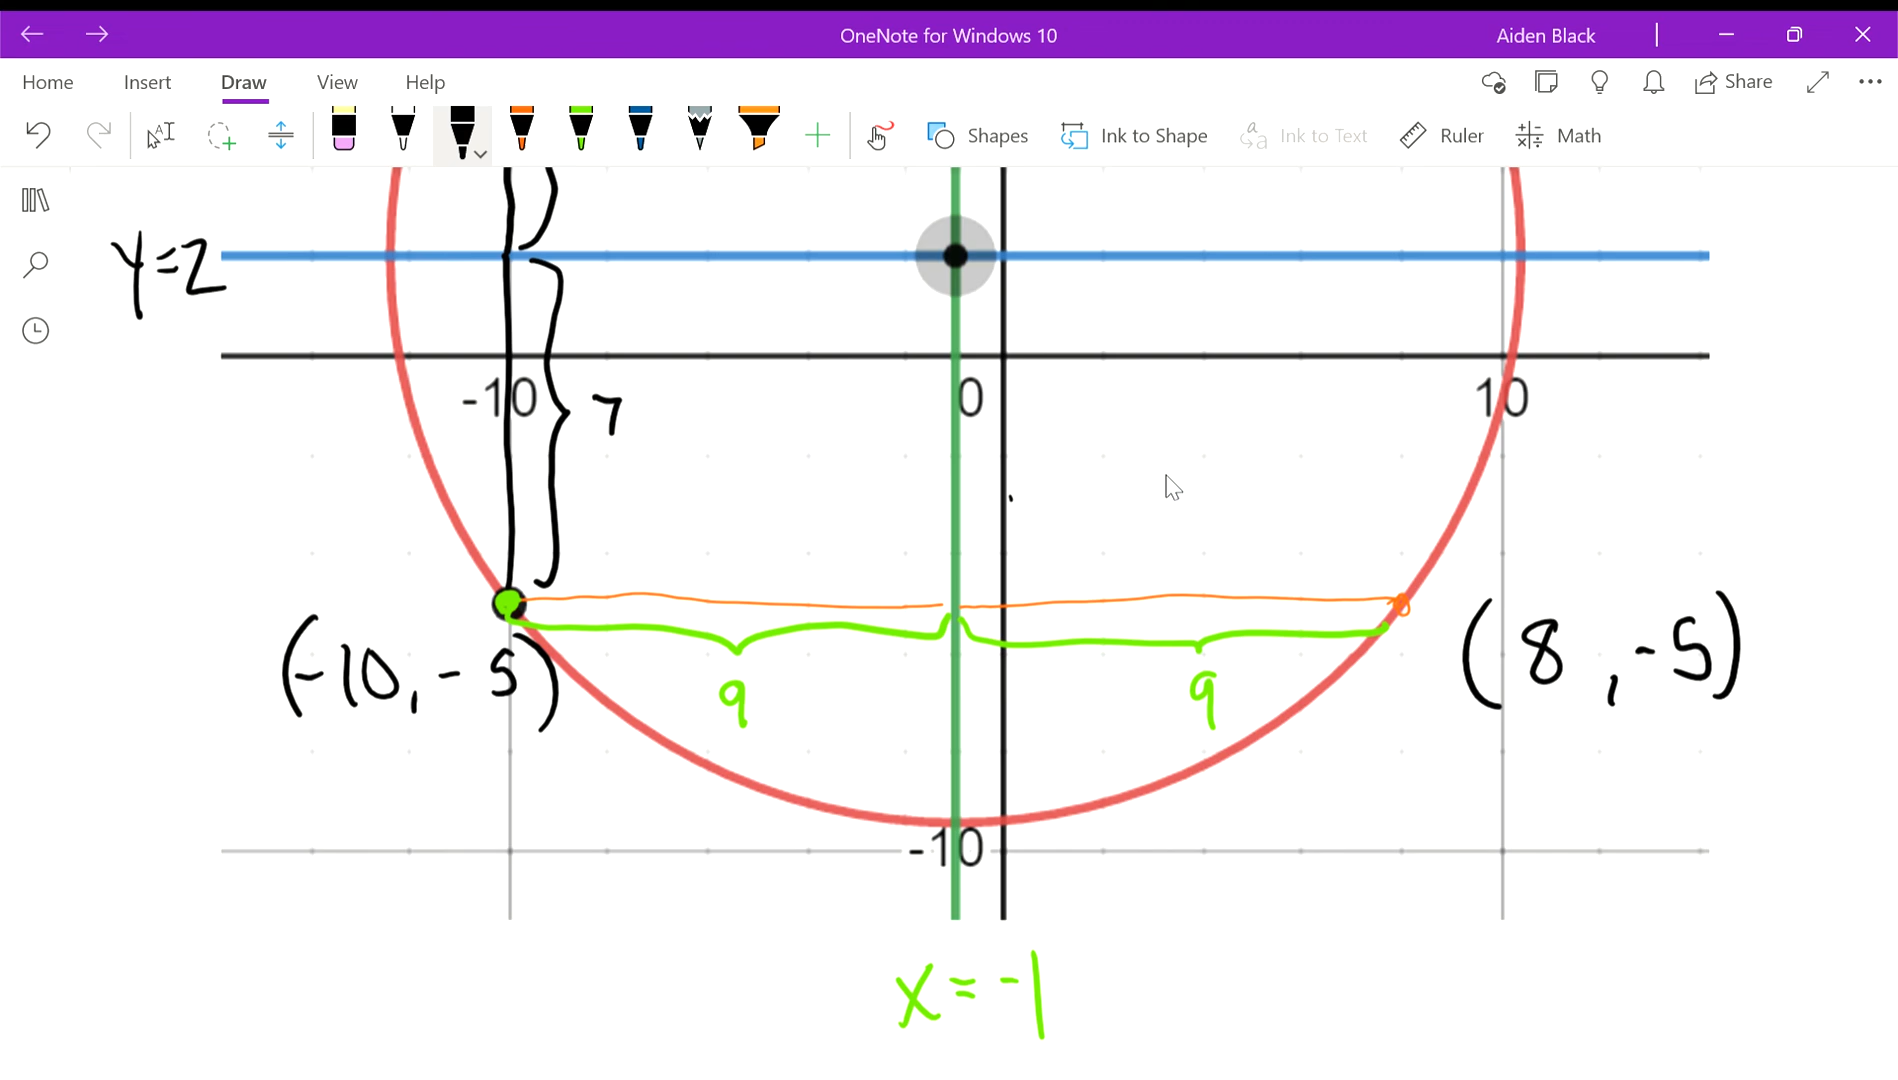 OneNote for Windows 10
Aiden Black
Home Insert Draw View Help
Share
Shapes Ink to Shape Ink to Text Ruler Math
y=2
-10 0 10
7
(-10, -5)
(8, -5)
9 9
-10
x = -1